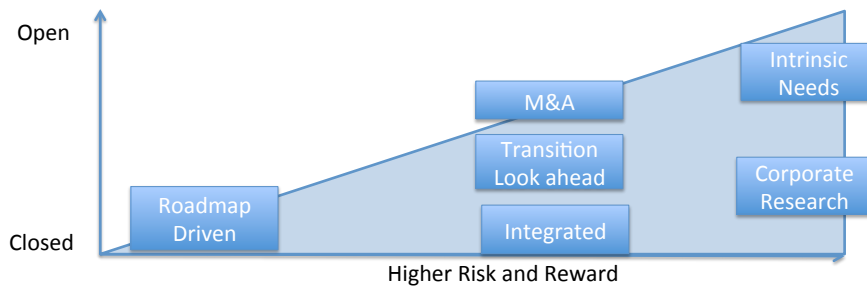 Open
Intrinsic
Needs
M&A
Transition
Look ahead
Corporate
Research
Roadmap
Driven
Integrated
Closed
Higher Risk and Reward